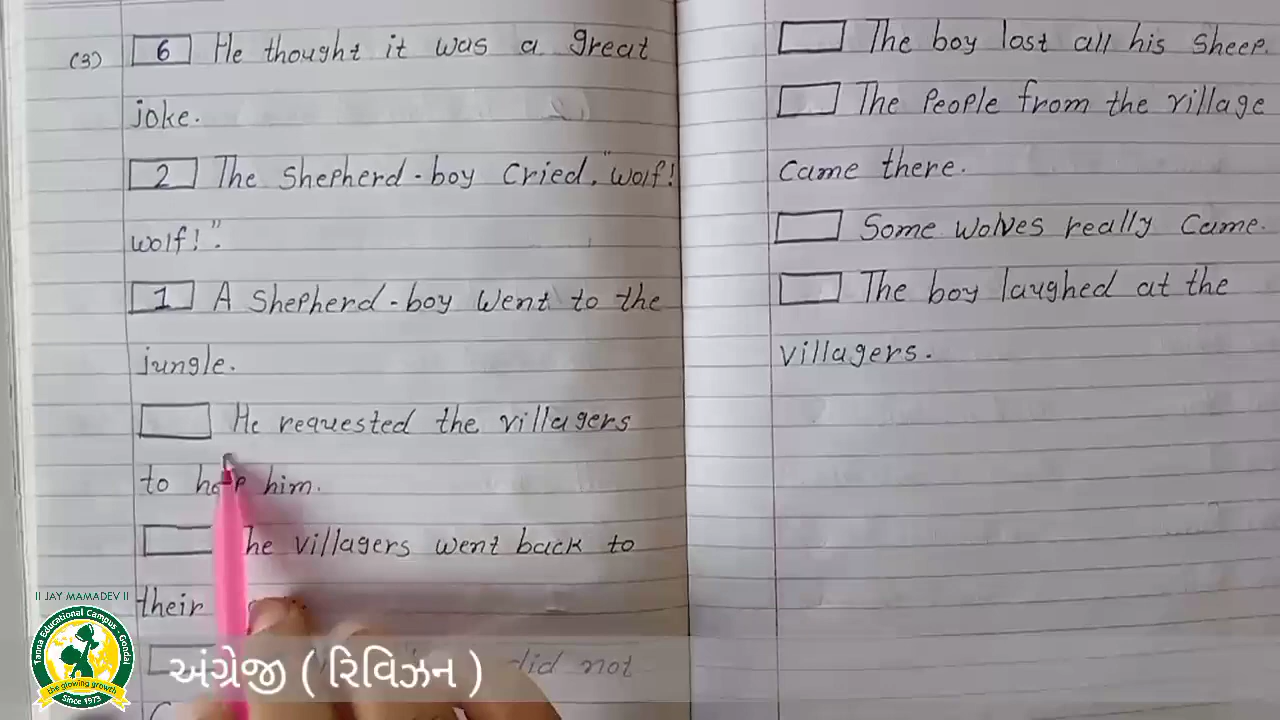 (3) 6 He thought it was a great
joke.
2 The Shepherd-boy cried, "wolf!
wolf!".
1 A Shepherd-boy went to the
jungle.
He requested the villagers
to help him.
he villagers went back to
their
did not
The boy lost all his sheep.
The People from the village
came there.
Some wolves really came.
The boy laughed at the
villagers.
|| JAY MAMADEV ||
Tanna Educational Campus - Gondal
the growing growth
Since 1973
અંગ્રેજી ( રિવિઝન )